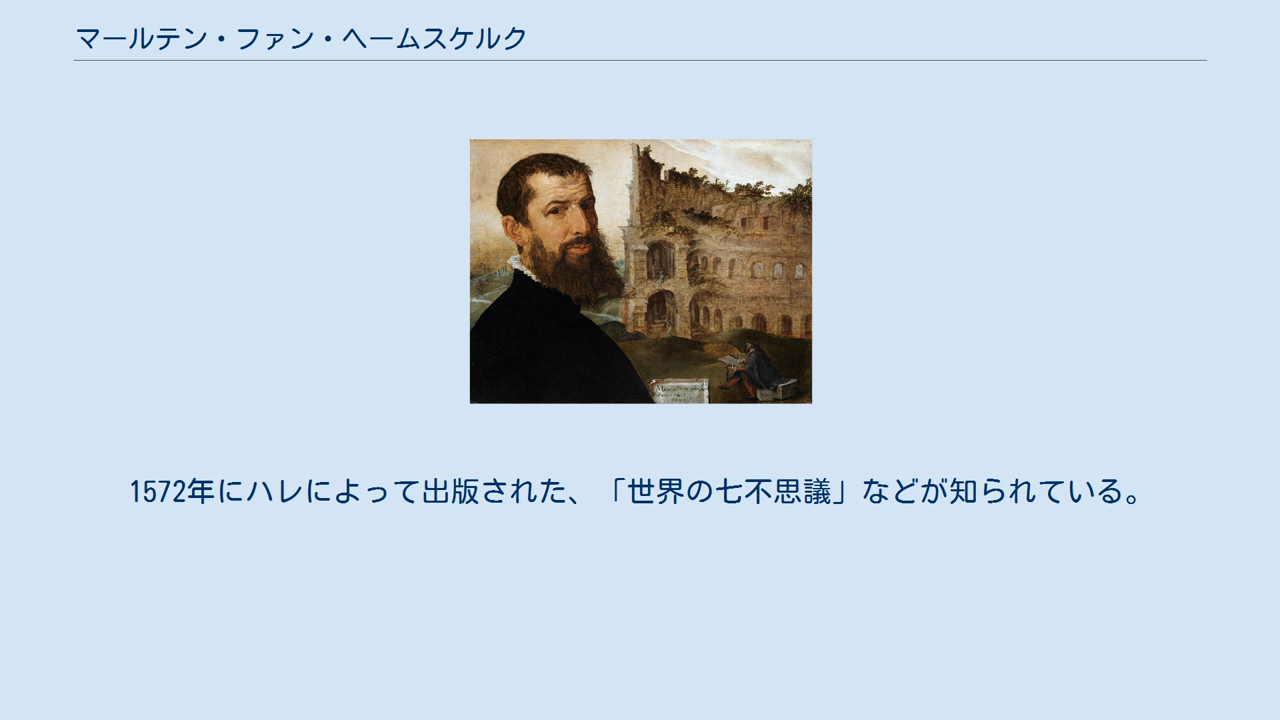 マールテン・ファン・ヘームスケルク
1572年にハレによって出版された、「世界の七不思議」などが知られている。